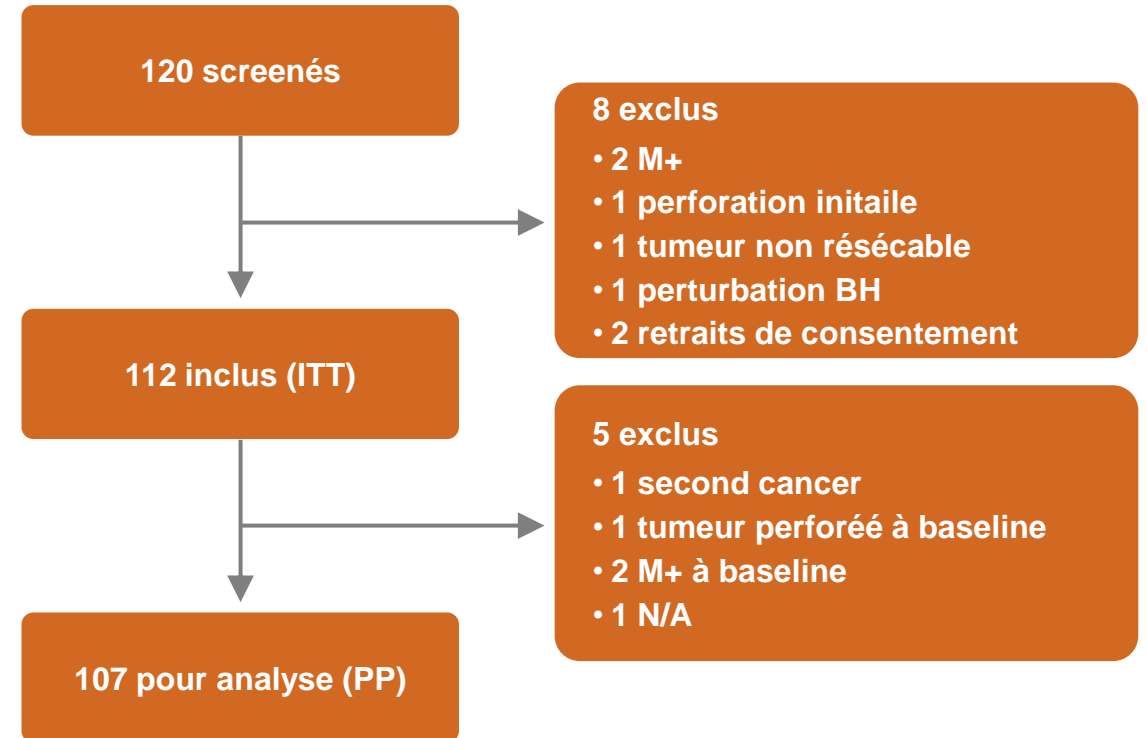 120 screenés
8 exclus
• 2 M+
• 1 perforation initaile
• 1 tumeur non résécable
• 1 perturbation BH
• 2 retraits de consentement
112 inclus (ITT)
5 exclus
• 1 second cancer
• 1 tumeur perforéé à baseline
• 2 M+ à baseline
• 1 N/A
107 pour analyse (PP)